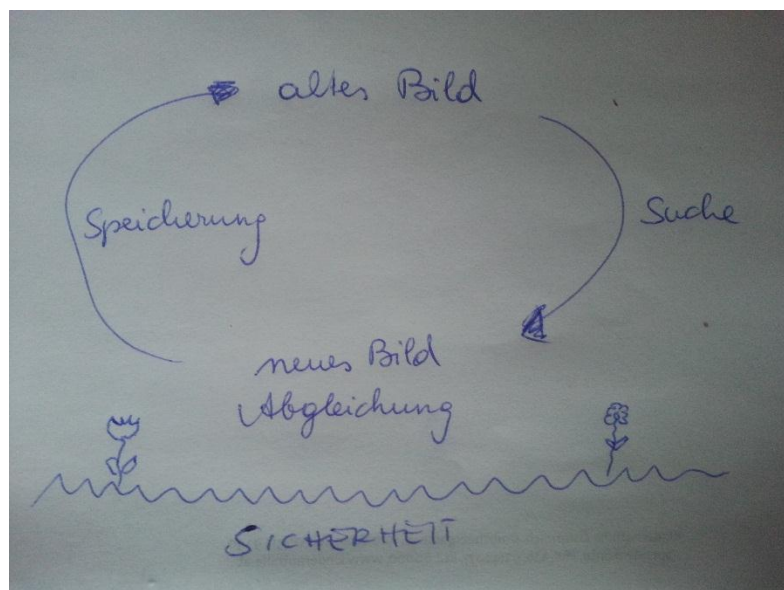 altes Bild
Speicherung
Suche
neues Bild
Abgleichung
SICHERHEIT